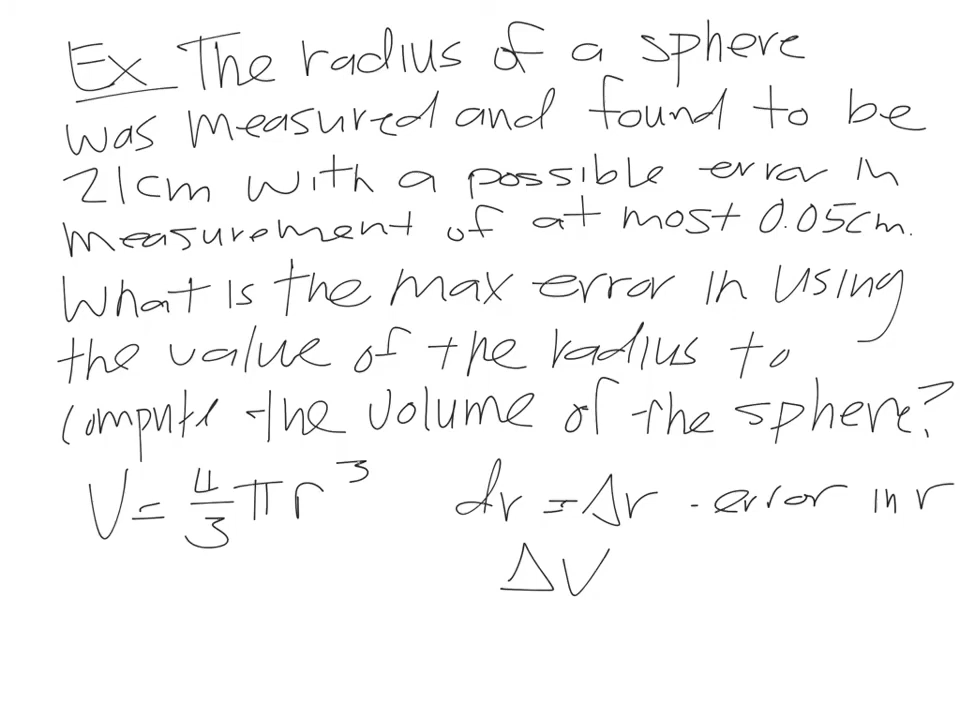 Ex The radius of a sphere
was measured and found to be
21cm with a possible error in
measurement of at most 0.05cm.
What is the max error in using
the value of the radius to
compute the volume of the sphere?
V = 4/3 πr³ dr = Δr - error in r
ΔV